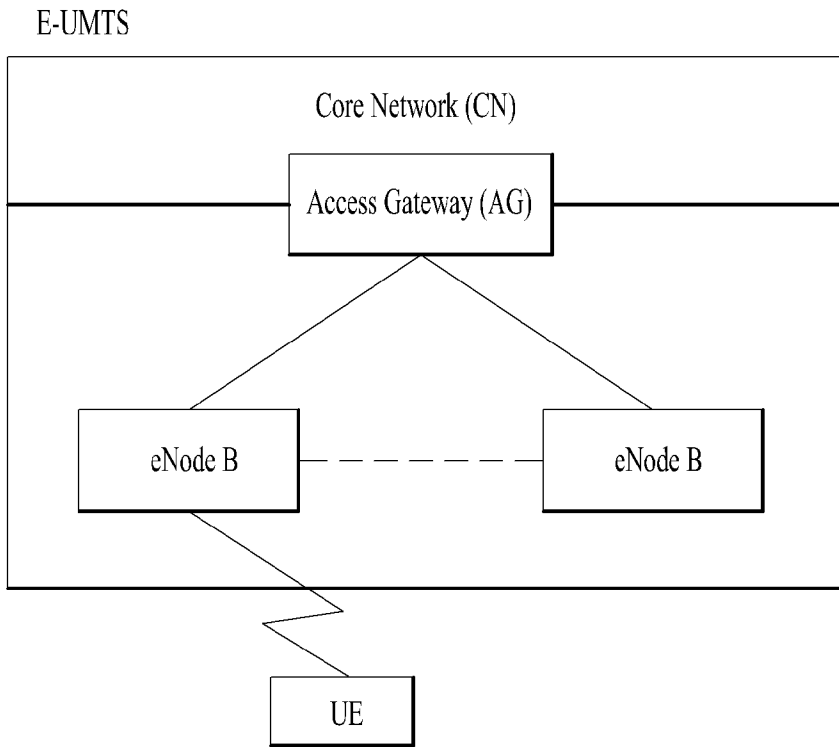 E-UMTS
Core Network (CN)
Access Gateway (AG)
eNode B
eNode B
UE